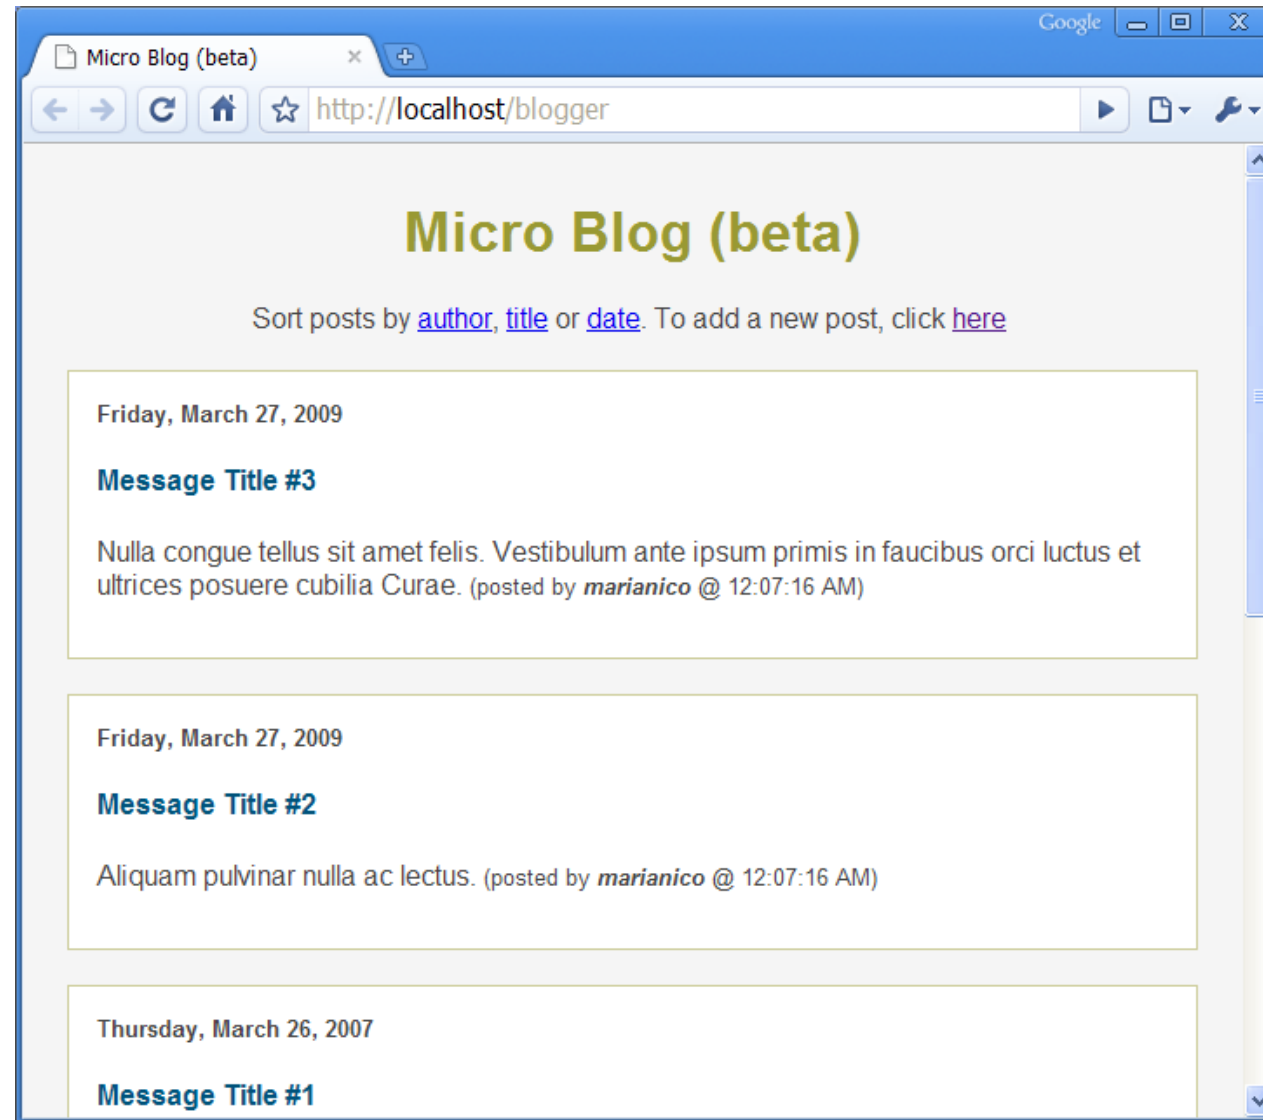 Google
Micro Blog (beta)
http://localhost/blogger
Micro Blog (beta)
Sort posts by author, title or date. To add a new post, click here
Friday, March 27, 2009
Message Title #3
Nulla congue tellus sit amet felis. Vestibulum ante ipsum primis in faucibus orci luctus et
ultrices posuere cubilia Curae. (posted by marianico @ 12:07:16 AM)
Friday, March 27, 2009
Message Title #2
Aliquam pulvinar nulla ac lectus. (posted by marianico @ 12:07:16 AM)
Thursday, March 26, 2007
Message Title #1